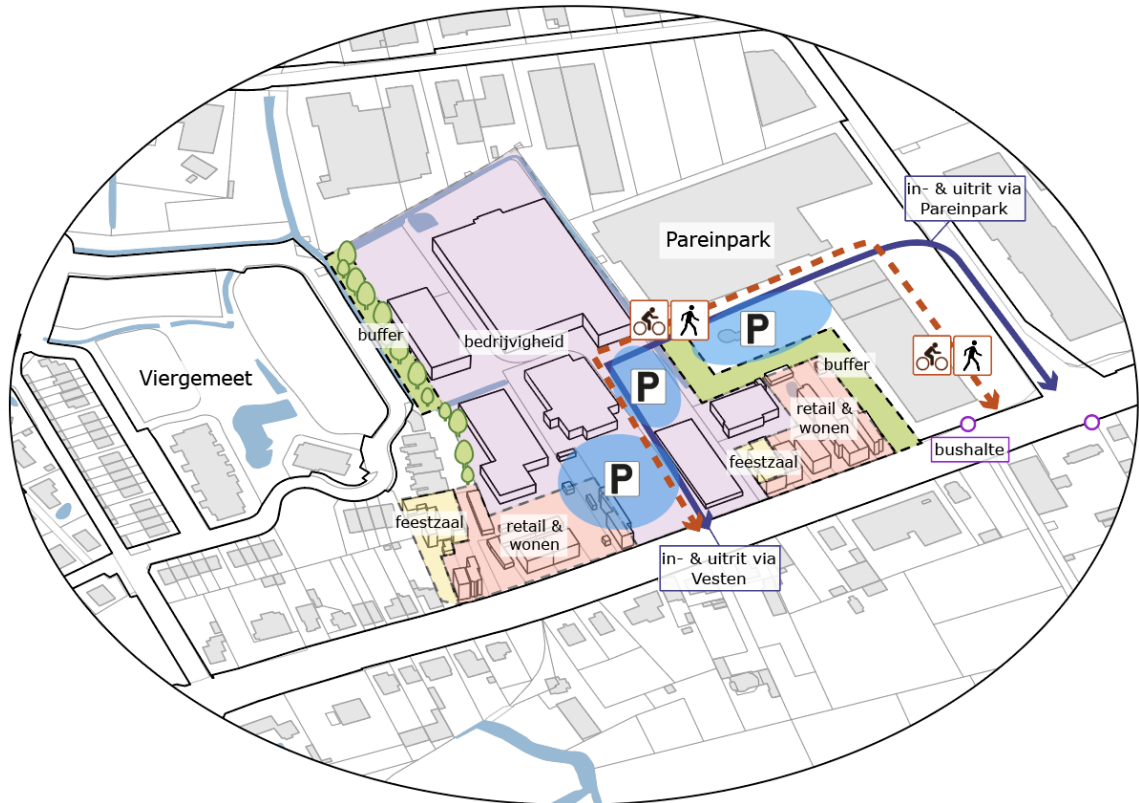 in- & uitrit via
Pareinpark
Pareinpark
P
buffer
bedrijvigheid
P
buffer
Viergemeet
retail &
wonen
bushalte
feestzaal
P
feestzaal
retail &
wonen
in- & uitrit via
Vesten